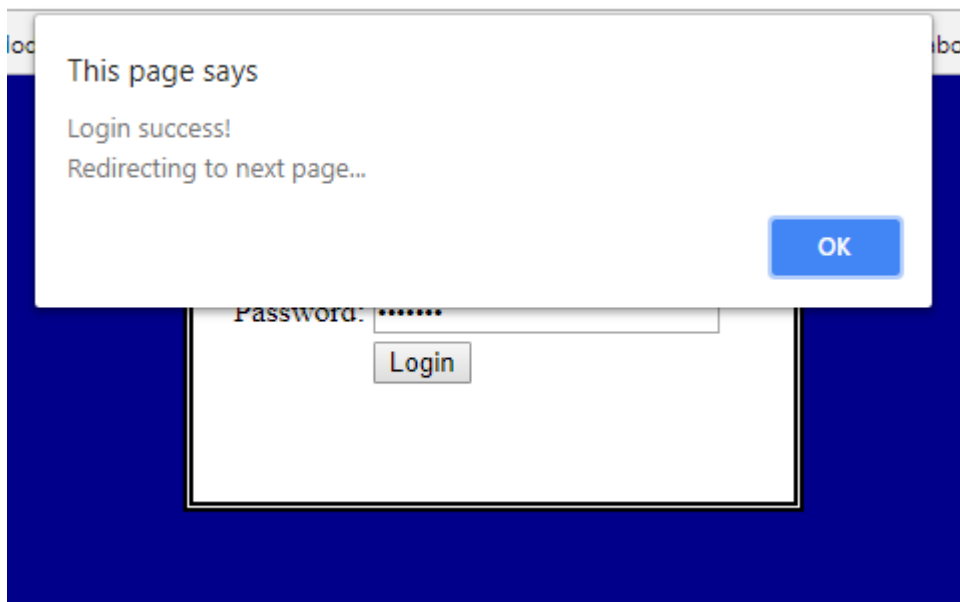 This page says
Login success!
Redirecting to next page...
OK
Password:
Login